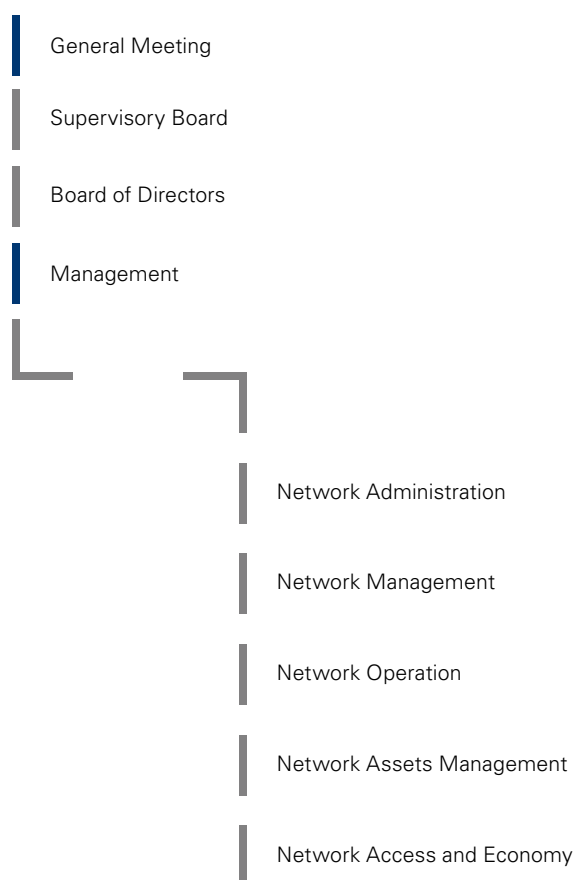 General Meeting
Supervisory Board
Board of Directors
Management
Network Administration
Network Management
Network Operation
Network Assets Management
Network Access and Economy